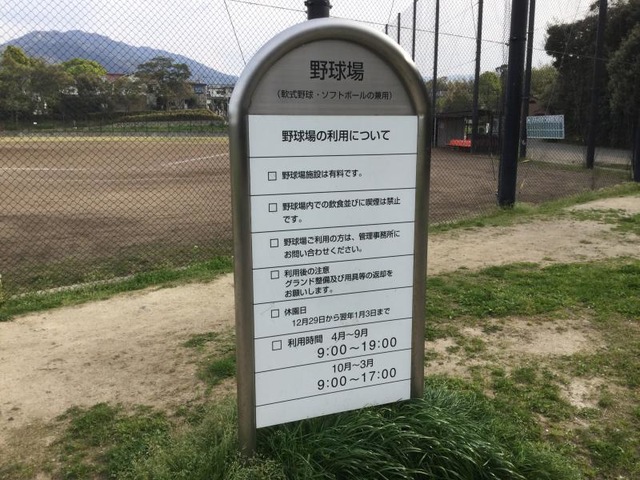 野球場
（軟式野球・ソフトボールの兼用）
野球場の利用について
□ 野球場施設は有料です。
□ 野球場内での飲食並びに喫煙は禁止
です。
□ 野球場ご利用の方は、管理事務所に
お問い合わせください。
□ 利用後の注意
グランド整備及び用具等の返却を
お願いします。
□ 休園日
12月29日から翌年1月3日まで
□ 利用時間 4月～9月
9:00～19:00
10月～3月
9:00～17:00